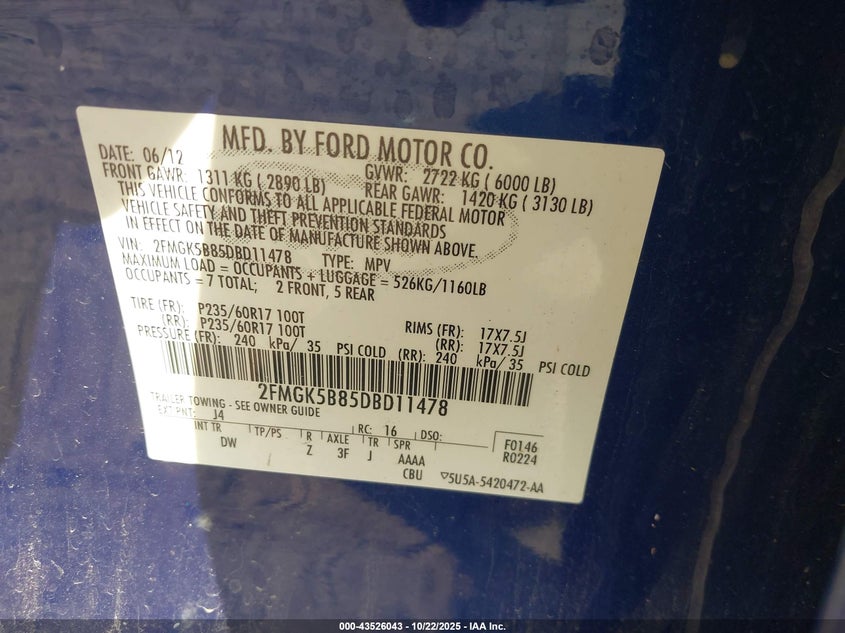 MFD. BY FORD MOTOR CO.
DATE: 06/12 GVWR: 2722 KG ( 6000 LB)
FRONT GAWR: 1311 KG ( 2890 LB) REAR GAWR: 1420 KG ( 3130 LB)
THIS VEHICLE CONFORMS TO ALL APPLICABLE FEDERAL MOTOR
VEHICLE SAFETY AND THEFT PREVENTION STANDARDS
IN EFFECT ON THE DATE OF MANUFACTURE SHOWN ABOVE.
VIN: 2FMGK5B85DBD11478 TYPE: MPV
MAXIMUM LOAD = OCCUPANTS + LUGGAGE = 526KG/1160LB
OCCUPANTS = 7 TOTAL; 2 FRONT, 5 REAR
TIRE (FR): P235/60R17 100T RIMS (FR): 17X7.5J
(RR): P235/60R17 100T (RR): 17X7.5J
PRESSURE (FR): 240 kPa/ 35 PSI COLD (RR): 240 kPa/ 35 PSI COLD
2FMGK5B85DBD11478
TRAILER TOWING - SEE OWNER GUIDE
EXT PNT: J4 RC: 16 DSO:
INT TR TP/PS R AXLE TR SPR F0146
DW Z 3F J AAAA R0224
CBU 5U5A-5420472-AA
000-43526043 - 10/22/2025 - IAA Inc.